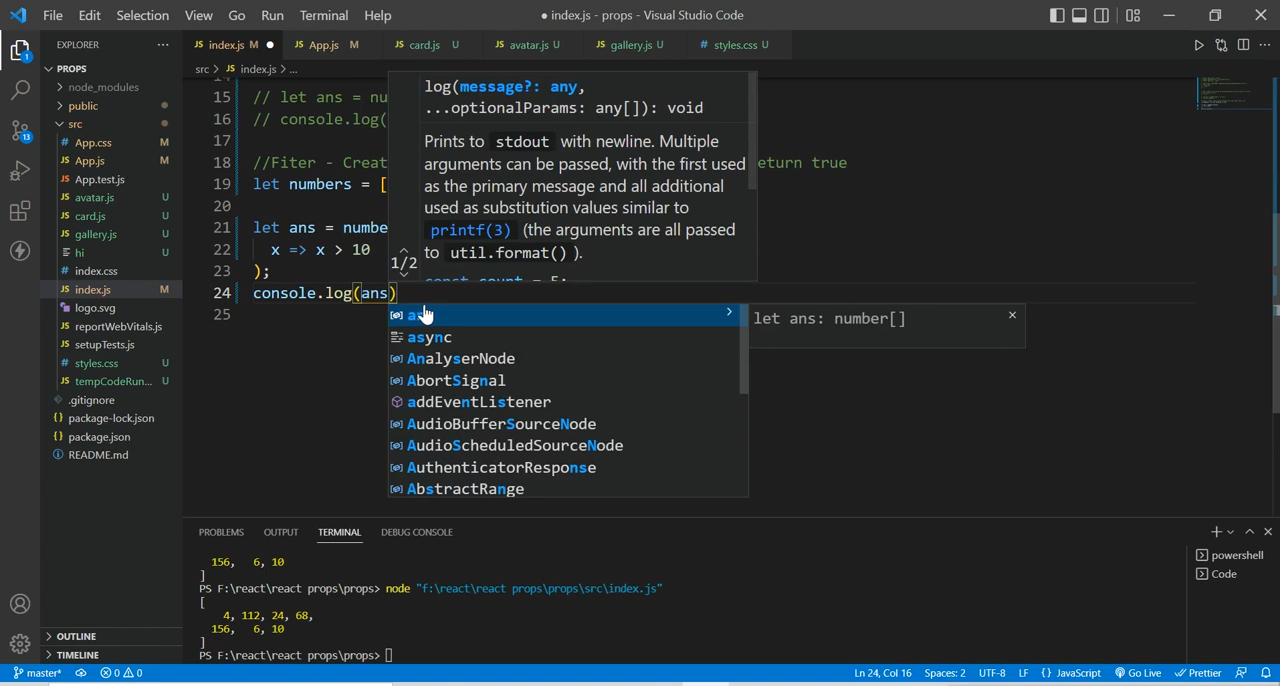 File Edit Selection View Go Run Terminal Help ● index.js - props - Visual Studio Code
EXPLORER ...
JS index.js M ● JS App.js M JS card.js U JS avatar.js U JS gallery.js U # styles.css U
src > JS index.js > ...
PROPS
node_modules
public
src
# App.css M
JS App.js M
JS App.test.js
JS avatar.js U
JS card.js U
JS gallery.js U
hi U
# index.css
JS index.js M
logo.svg
JS reportWebVitals.js
JS setupTests.js
# styles.css U
JS tempCodeRun... U
.gitignore
{} package-lock.json
{} package.json
README.md
OUTLINE
TIMELINE
1
13
14
15 // let ans = nu
16 // console.log(
17
18 //Fiter - Creat eturn true
19 let numbers = [
20
21 let ans = numbe
22 x => x > 10
23 );
24 console.log(ans)
25
log(message?: any,
...optionalParams: any[]): void
Prints to stdout with newline. Multiple
arguments can be passed, with the first used
as the primary message and all additional
used as substitution values similar to
printf(3) (the arguments are all passed
to util.format() ).
1/2
const count = 5;
let ans: number[]
async
AnalyserNode
AbortSignal
addEventListener
AudioBufferSourceNode
AudioScheduledSourceNode
AuthenticatorResponse
AbstractRange
PROBLEMS OUTPUT TERMINAL DEBUG CONSOLE
156, 6, 10
]
PS F:\react\react props\props> node "f:\react\react props\props\src\index.js"
[
4, 112, 24, 68,
156, 6, 10
]
PS F:\react\react props\props>
powershell
Code
master* 0 0 Ln 24, Col 16 Spaces: 2 UTF-8 LF {} JavaScript Go Live Prettier